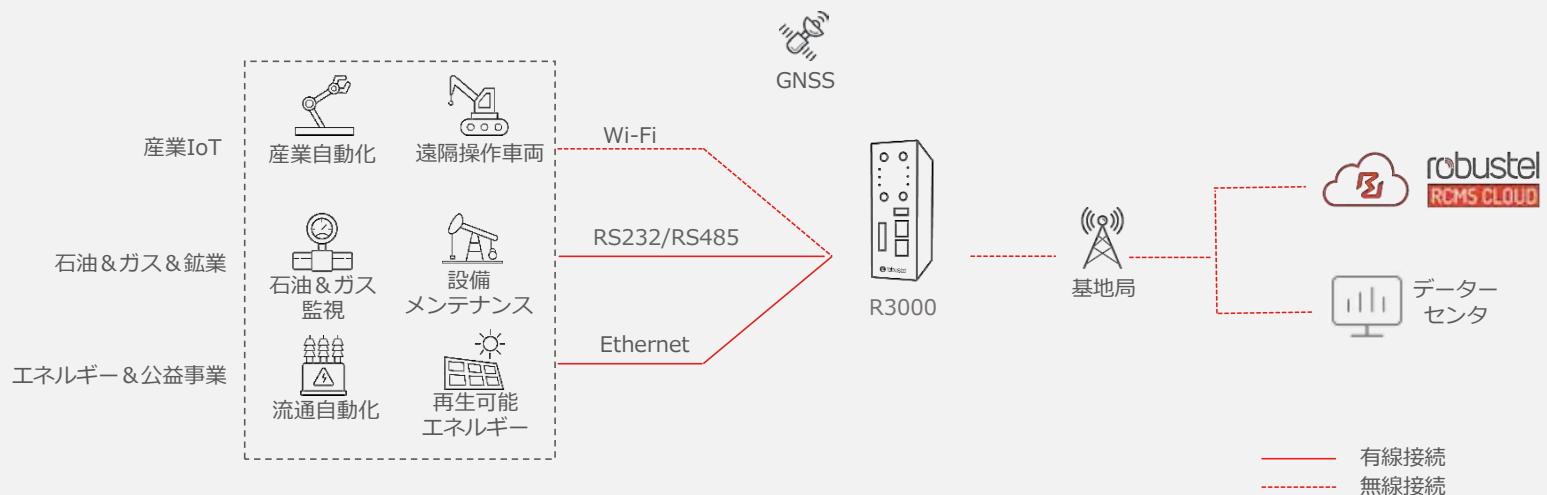 GNSS
産業IoT
産業自動化
遠隔操作車両
Wi-Fi
robustel
RCMS CLOUD
石油＆ガス＆鉱業
石油＆ガス
監視
設備
メンテナンス
RS232/RS485
robustel
R3000
基地局
データー
センタ
エネルギー＆公益事業
流通自動化
再生可能
エネルギー
Ethernet
有線接続
無線接続